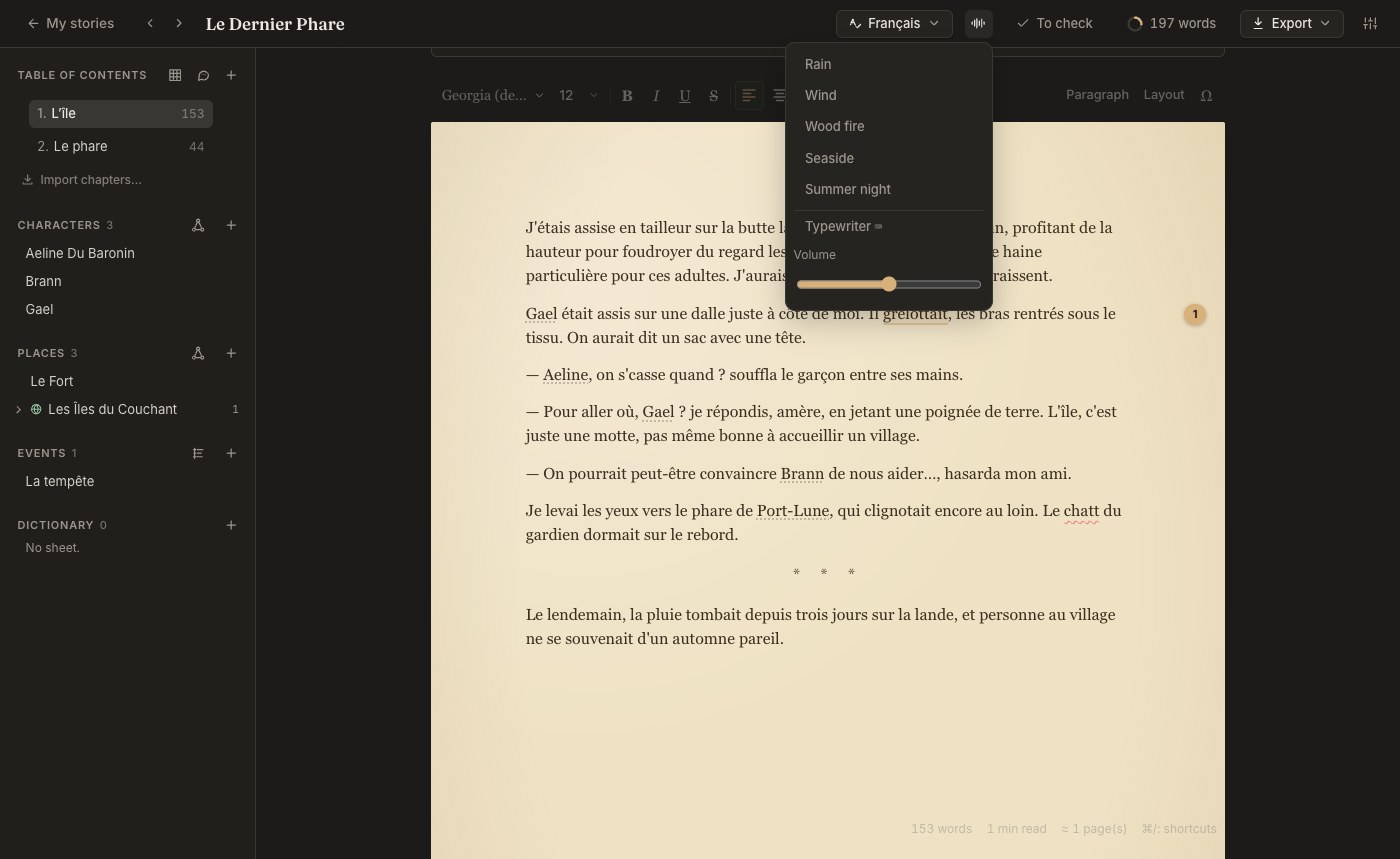 My stories
Le Dernier Phare
Français
To check
197 words
Export
TABLE OF CONTENTS
1. L'île 153
2. Le phare 44
Import chapters...
CHARACTERS 3
Aeline Du Baronin
Brann
Gael
PLACES 3
Le Fort
Les Îles du Couchant 1
EVENTS 1
La tempête
DICTIONARY 0
No sheet.
Georgia (de... 12 B I U S Paragraph Layout Ω
Rain
Wind
Wood fire
Seaside
Summer night
Typewriter
Volume
J'étais assise en tailleur sur la butte, profitant de la
hauteur pour foudroyer du regard les haine
particulière pour ces adultes. J'aurais
Gael était assis sur une dalle juste à côté de moi. Il grelottait, les bras rentrés sous le
tissu. On aurait dit un sac avec une tête.
1
— Aeline, on s'casse quand ? souffla le garçon entre ses mains.
— Pour aller où, Gael ? je répondis, amère, en jetant une poignée de terre. L'île, c'est
juste une motte, pas même bonne à accueillir un village.
— On pourrait peut-être convaincre Brann de nous aider..., hasarda mon ami.
Je levai les yeux vers le phare de Port-Lune, qui clignotait encore au loin. Le chatt du
gardien dormait sur le rebord.
* * *
Le lendemain, la pluie tombait depuis trois jours sur la lande, et personne au village
ne se souvenait d'un automne pareil.
153 words 1 min read ≈ 1 page(s) ⌘/: shortcuts